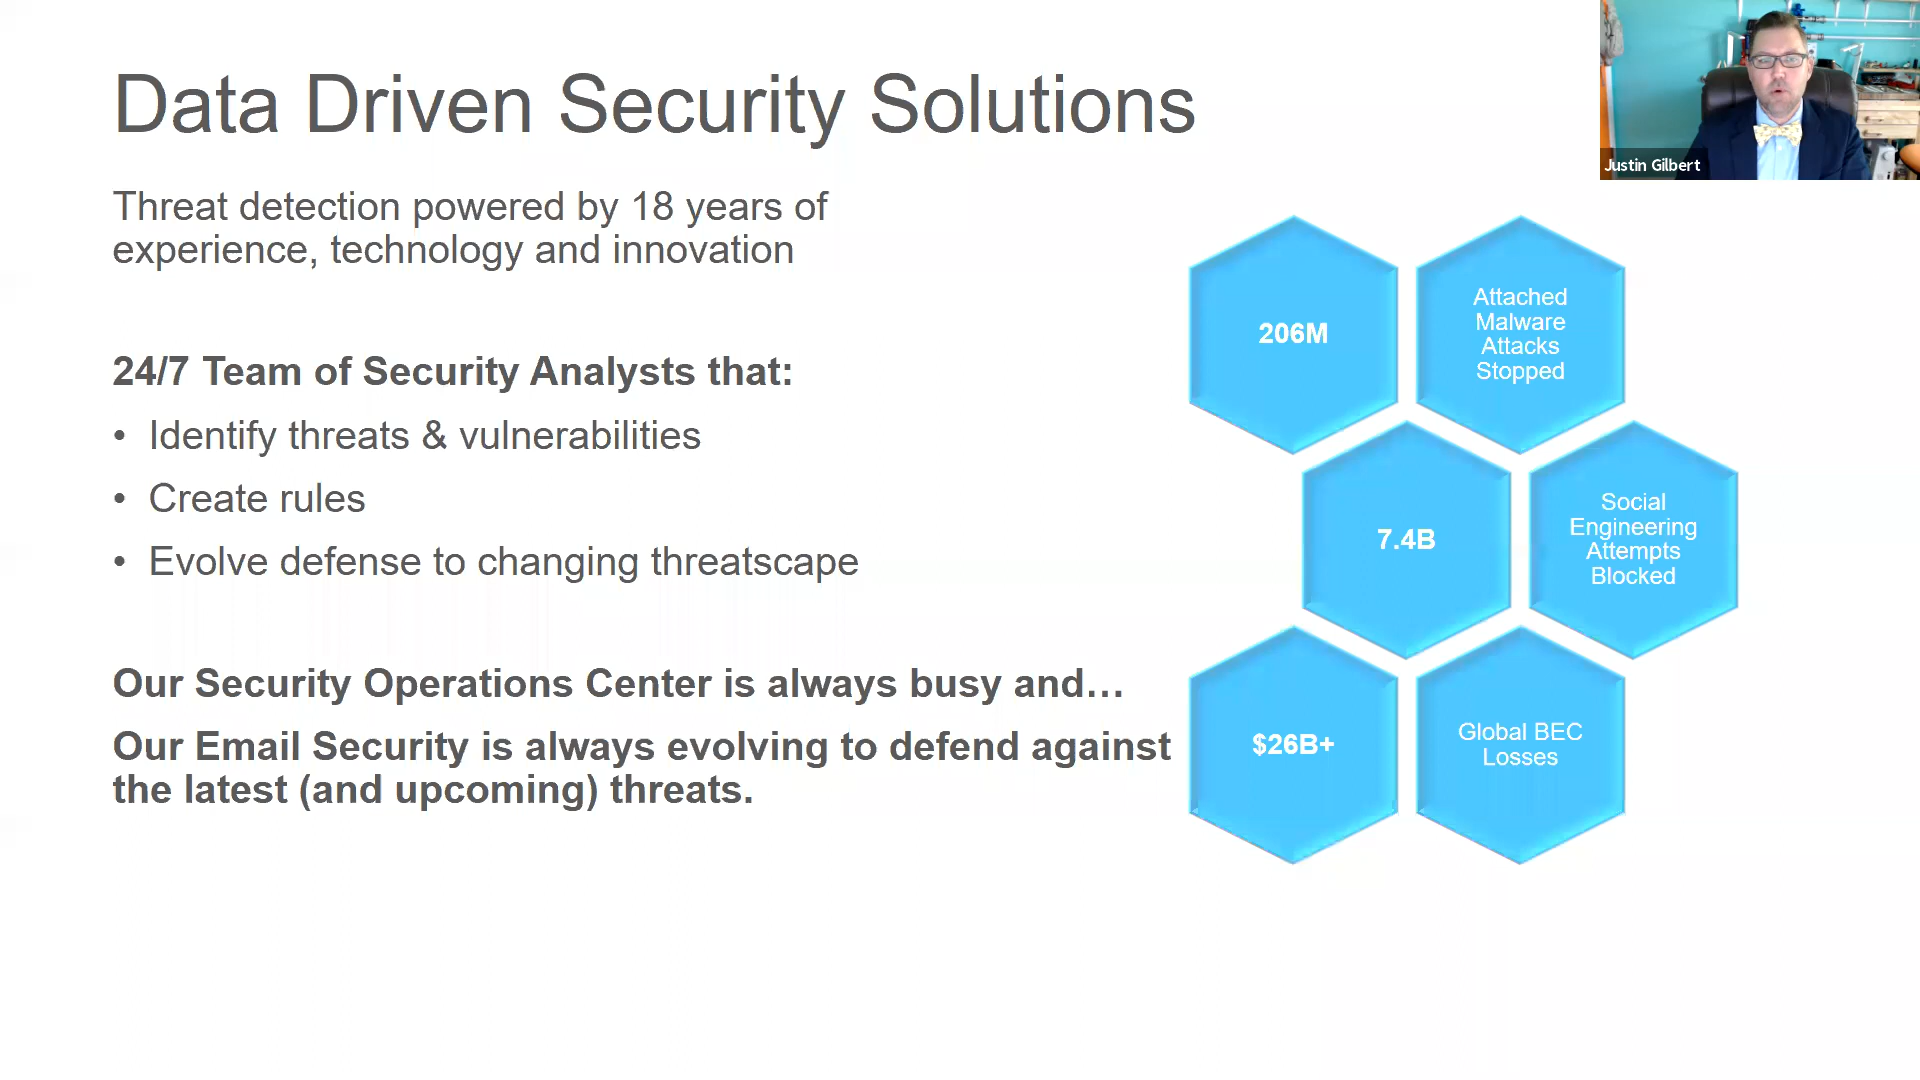 Data Driven Security Solutions
Justin Gilbert
Threat detection powered by 18 years of
experience, technology and innovation
24/7 Team of Security Analysts that:
• Identify threats & vulnerabilities
• Create rules
• Evolve defense to changing threatscape
Our Security Operations Center is always busy and…
Our Email Security is always evolving to defend against
the latest (and upcoming) threats.
206M
Attached
Malware
Attacks
Stopped
7.4B
Social
Engineering
Attempts
Blocked
$26B+
Global BEC
Losses